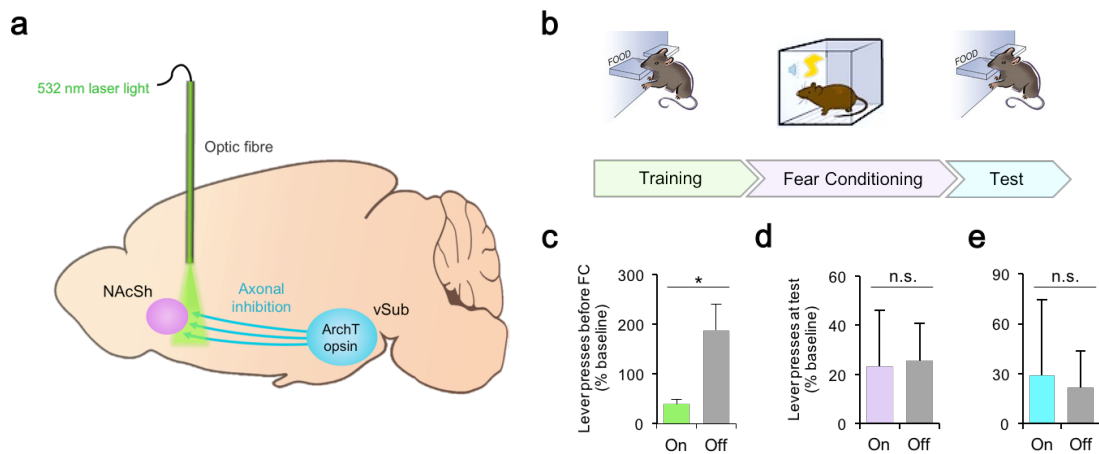 a
532 nm laser light
Optic fibre
NAcSh
Axonal
inhibition
vSub
ArchT
opsin
b
FOOD
FOOD
Training
Fear Conditioning
Test
c
Lever presses before FC
(% baseline)
300
200
100
0
*
On
Off
d
Lever presses at test
(% baseline)
60
40
20
0
n.s.
On
Off
e
90
60
30
0
n.s.
On
Off